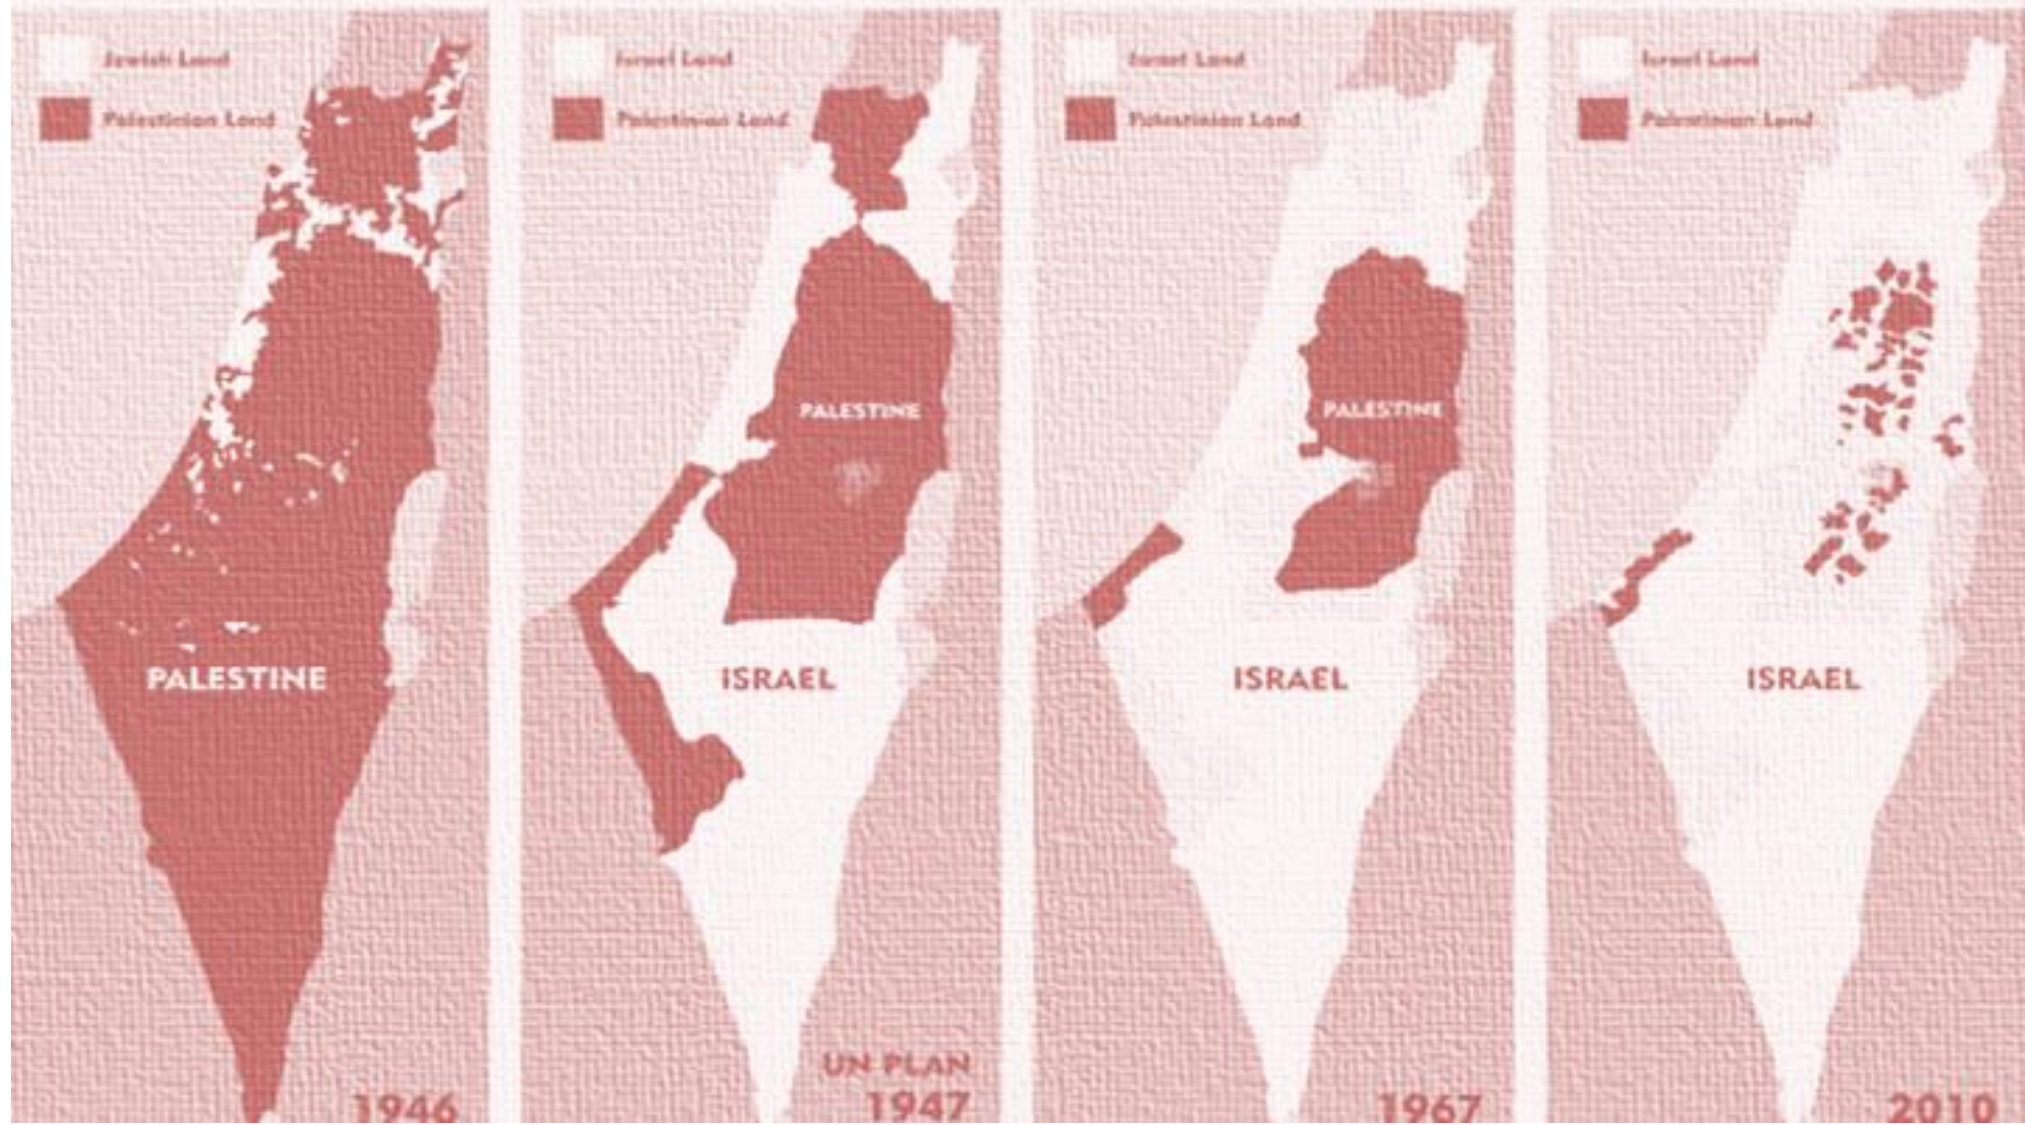 Jewish Land
Palestinian Land
PALESTINE
1946
Israel Land
Palestinian Land
PALESTINE
ISRAEL
UN PLAN
1947
Israel Land
Palestinian Land
PALESTINE
ISRAEL
1967
Israel Land
Palestinian Land
ISRAEL
2010